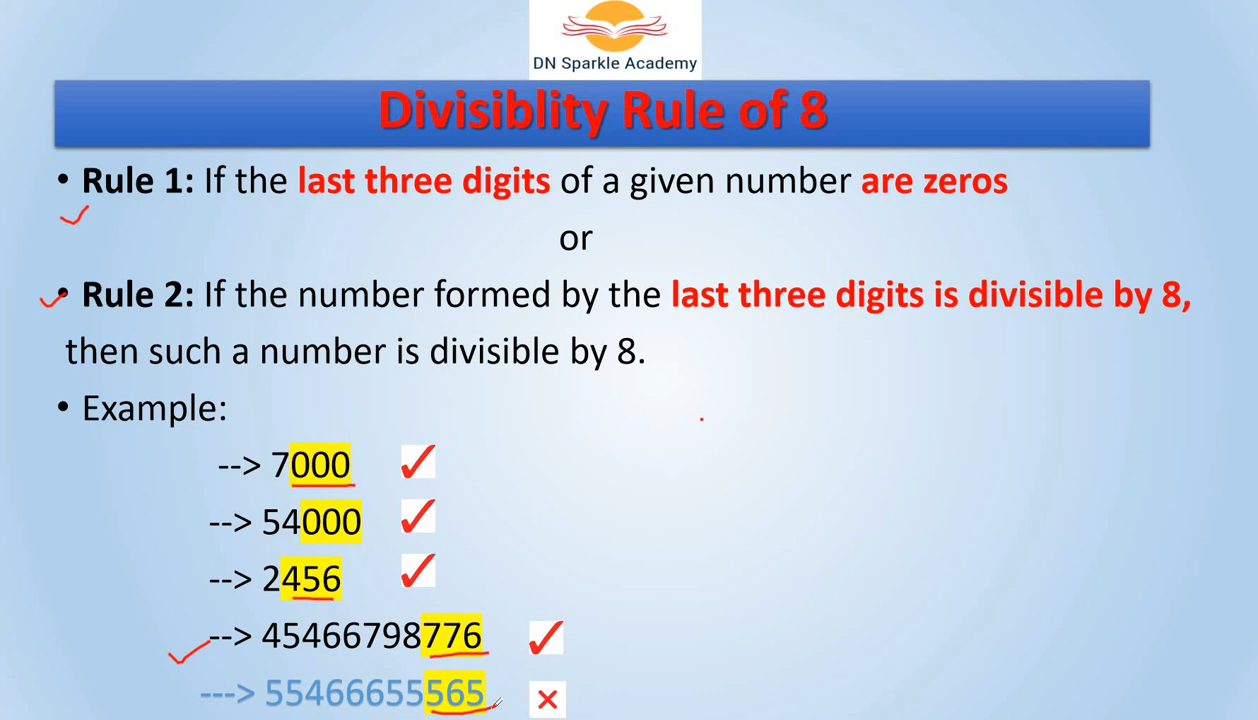 DN Sparkle Academy
Divisiblity Rule of 8
• Rule 1: If the last three digits of a given number are zeros
or
• Rule 2: If the number formed by the last three digits is divisible by 8,
then such a number is divisible by 8.
• Example:
--> 7000 ✓
--> 54000 ✓
--> 2456 ✓
--> 45466798776 ✓
---> 55466655565 ×